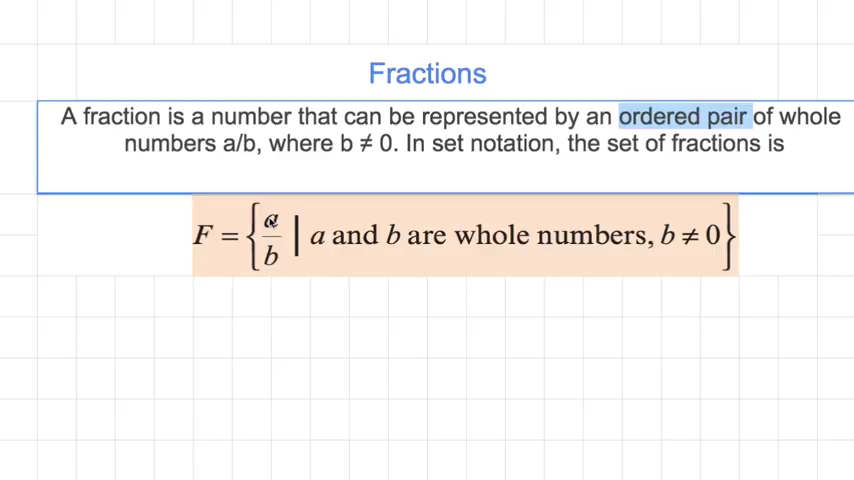 Fractions
A fraction is a number that can be represented by an ordered pair of whole
numbers a/b, where b ≠ 0. In set notation, the set of fractions is
F = { a/b | a and b are whole numbers, b ≠ 0 }